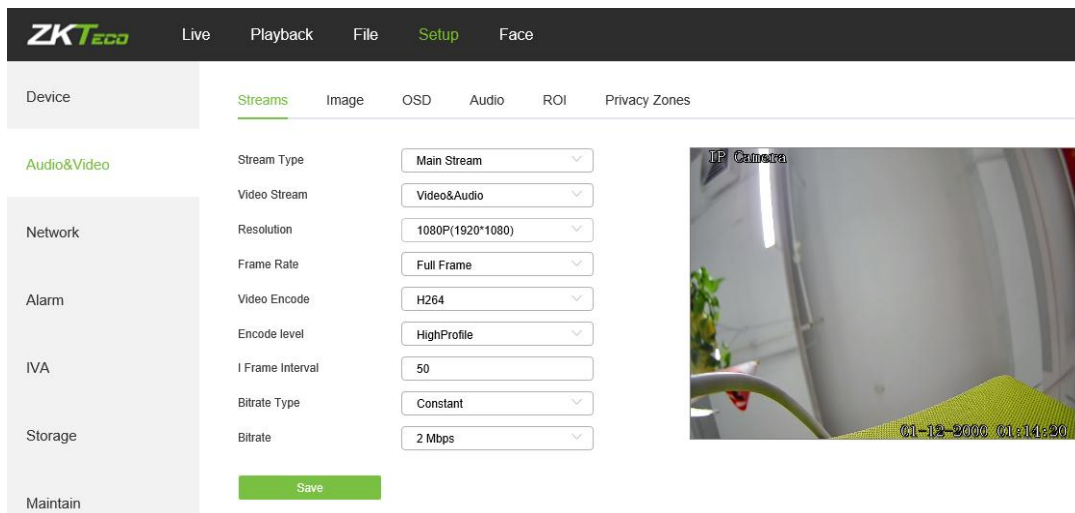 ZKTECO Live Playback File Setup Face
Device
Audio&Video
Network
Alarm
IVA
Storage
Maintain
Streams Image OSD Audio ROI Privacy Zones
Stream Type Main Stream
Video Stream Video&Audio
Resolution 1080P(1920*1080)
Frame Rate Full Frame
Video Encode H264
Encode level HighProfile
I Frame Interval 50
Bitrate Type Constant
Bitrate 2 Mbps
Save
IP Camera
01-12-2000 01:14:20